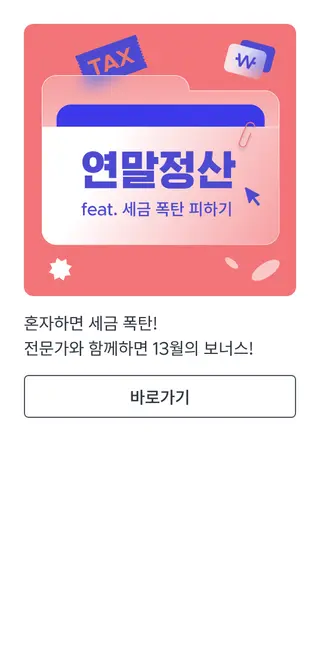 TAX
₩
연말정산
feat. 세금 폭탄 피하기
혼자하면 세금 폭탄!
전문가와 함께하면 13월의 보너스!
바로가기